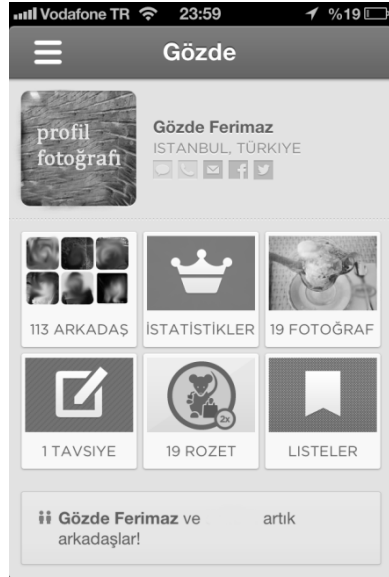 Vodafone TR 23:59 %19
Gözde
profil
fotoğrafı
Gözde Ferimaz
ISTANBUL, TÜRKIYE
113 ARKADAŞ İSTATİSTİKLER 19 FOTOĞRAF
2x
1 TAVSIYE 19 ROZET LISTELER
Gözde Ferimaz ve artık
arkadaşlar!